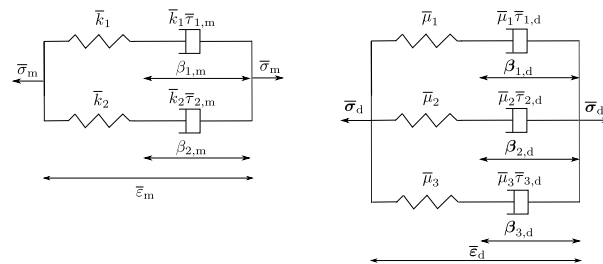 k̅₁ k̅₁τ̅₁,ₘ
σ̅ₘ β₁,ₘ σ̅ₘ
k̅₂ k̅₂τ̅₂,ₘ
β₂,ₘ
ε̅ₘ
μ̅₁ μ̅₁τ̅₁,d
β₁,d
μ̅₂ μ̅₂τ̅₂,d
σ̅d σ̅d
β₂,d
μ̅₃ μ̅₃τ̅₃,d
β₃,d
ε̅d